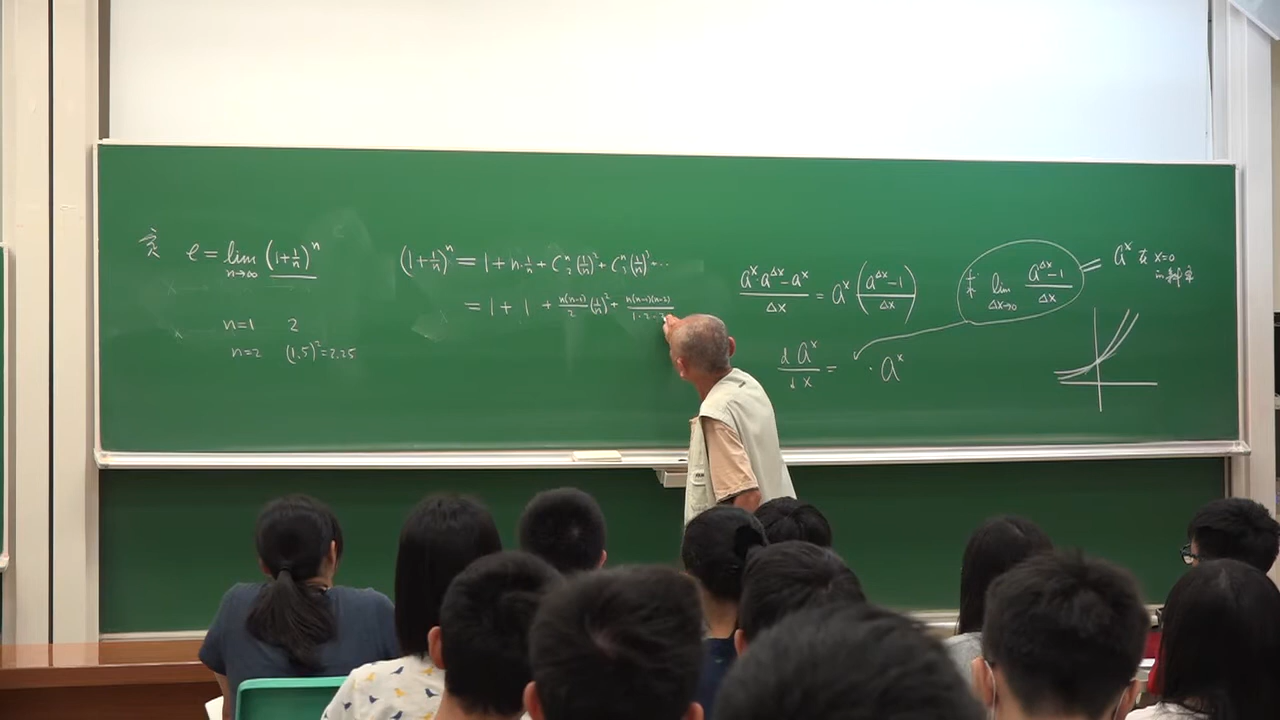 e = lim n→∞ (1+1/n)^n
n=1 2
n=2 (1.5)^2=2.25
(1+1/n)^n = 1 + n·1/n + C^n_2 (1/n)^2 + C^n_3 (1/n)^3 + ...
= 1 + 1 + n(n-1)/2 (1/n)^2 + n(n-1)(n-2)/1·2·3
a^x·a^Δx - a^x / Δx = a^x (a^Δx - 1 / Δx)
d a^x / dx = · a^x
lim Δx→0 a^Δx - 1 / Δx =
a^x 在 x=0